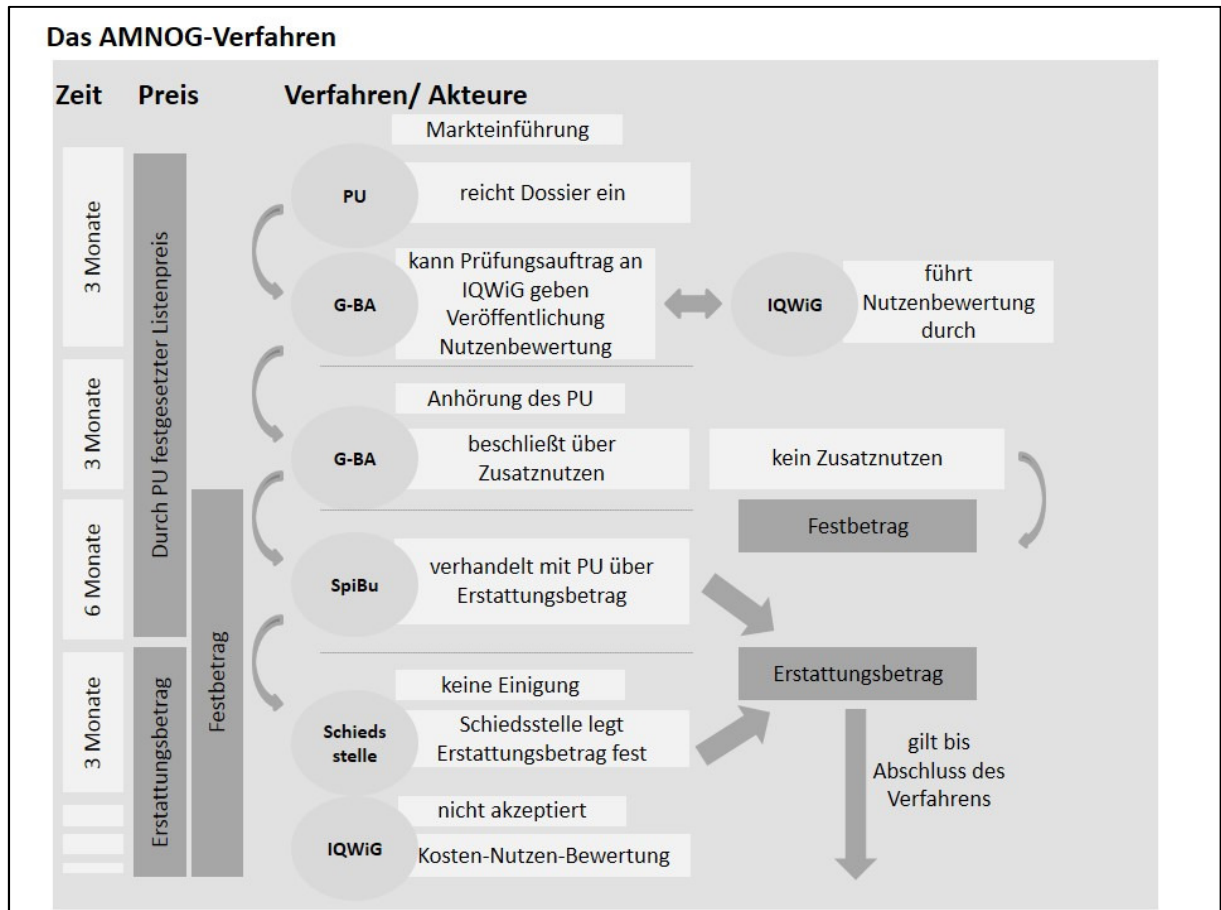 Das AMNOG-Verfahren
Zeit Preis Verfahren/ Akteure
3 Monate
3 Monate
6 Monate
3 Monate
Durch PU festgesetzter Listenpreis
Erstattungsbetrag
Festbetrag
Markteinführung
PU
reicht Dossier ein
G-BA
kann Prüfungsauftrag an
IQWiG geben
Veröffentlichung
Nutzenbewertung
IQWiG
führt
Nutzenbewertung
durch
Anhörung des PU
G-BA
beschließt über
Zusatznutzen
kein Zusatznutzen
Festbetrag
SpiBu
verhandelt mit PU über
Erstattungsbetrag
Erstattungsbetrag
keine Einigung
Schieds
stelle
Schiedsstelle legt
Erstattungsbetrag fest
gilt bis
Abschluss des
Verfahrens
nicht akzeptiert
IQWiG
Kosten-Nutzen-Bewertung